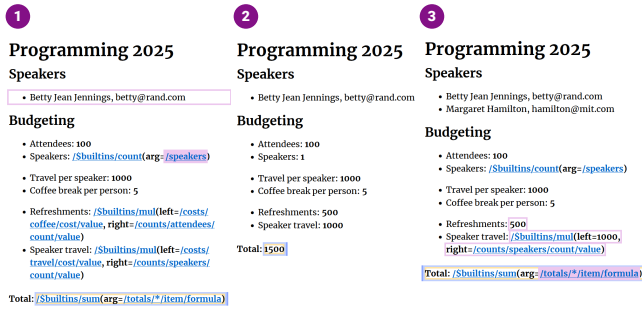 1
Programming 2025
Speakers
• Betty Jean Jennings, betty@rand.com
Budgeting
• Attendees: 100
• Speakers: /$builtins/count(arg=/speakers)
• Travel per speaker: 1000
• Coffee break per person: 5
• Refreshments: /$builtins/mul(left=/costs/
coffee/cost/value, right=/counts/attendees/
count/value)
• Speaker travel: /$builtins/mul(left=/costs/
travel/cost/value, right=/counts/speakers/
count/value)
Total: /$builtins/sum(arg=/totals/*/item/formula)
2
Programming 2025
Speakers
• Betty Jean Jennings, betty@rand.com
Budgeting
• Attendees: 100
• Speakers: 1
• Travel per speaker: 1000
• Coffee break per person: 5
• Refreshments: 500
• Speaker travel: 1000
Total: 1500
3
Programming 2025
Speakers
• Betty Jean Jennings, betty@rand.com
• Margaret Hamilton, hamilton@mit.com
Budgeting
• Attendees: 100
• Speakers: /$builtins/count(arg=/speakers)
• Travel per speaker: 1000
• Coffee break per person: 5
• Refreshments: 500
• Speaker travel: /$builtins/mul(left=1000,
right=/counts/speakers/count/value)
Total: /$builtins/sum(arg=/totals/*/item/formula)